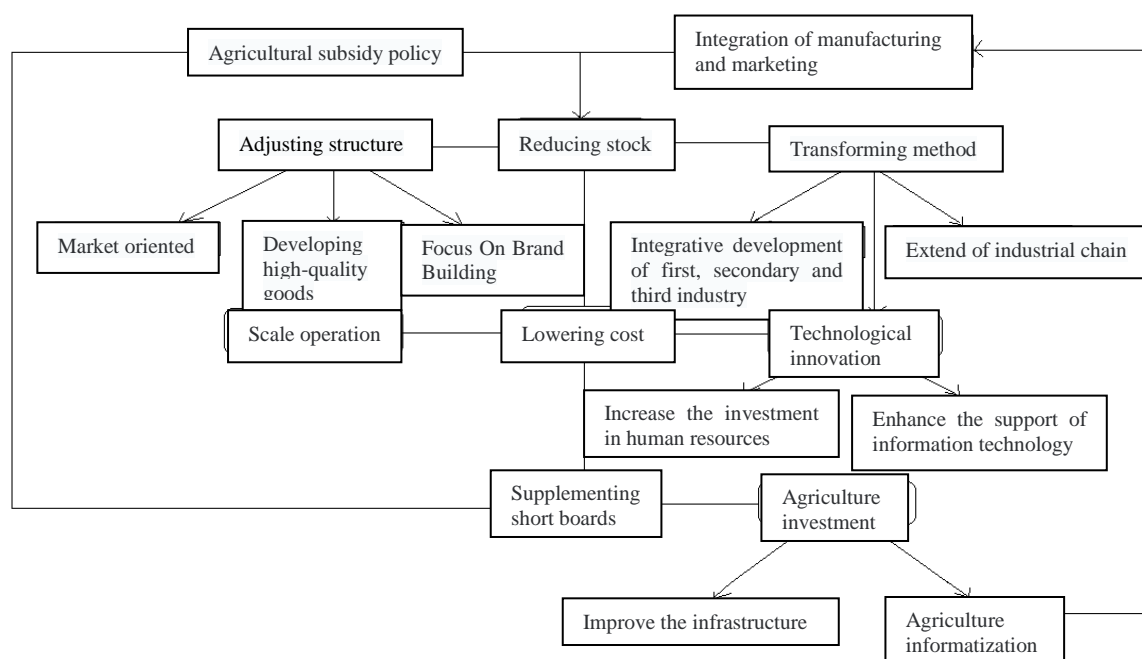 Agricultural subsidy policy
Integration of manufacturing
and marketing
Adjusting structure
Reducing stock
Transforming method
Market oriented
Developing
high-quality
goods
Focus On Brand
Building
Integrative development
of first, secondary and
third industry
Extend of industrial chain
Scale operation
Lowering cost
Technological
innovation
Increase the investment
in human resources
Enhance the support of
information technology
Supplementing
short boards
Agriculture
investment
Improve the infrastructure
Agriculture
informatization